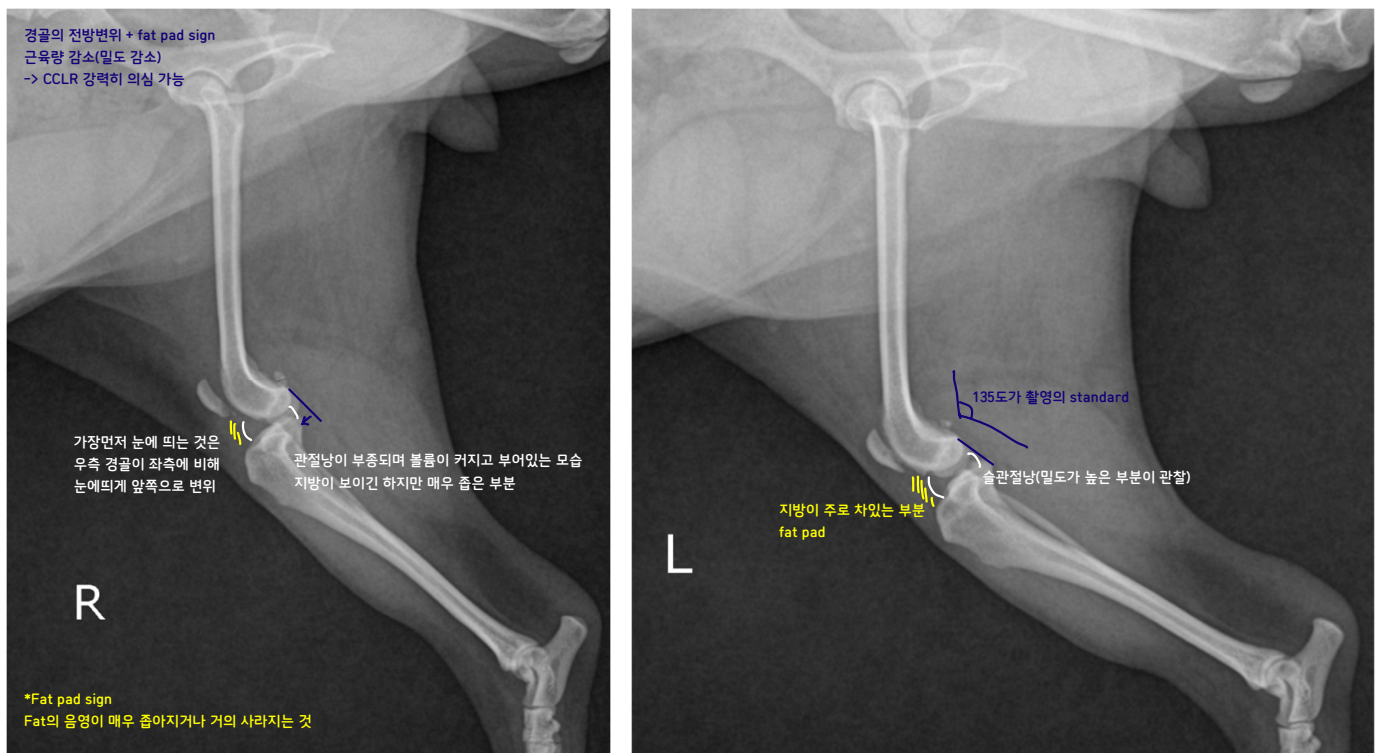 경골의 전방변위 + fat pad sign
근육량 감소(밀도 감소)
-> CCLR 강력히 의심 가능
가장먼저 눈에 띄는 것은
우측 경골이 좌측에 비해
눈에띄게 앞쪽으로 변위
관절낭이 부종되며 볼륨이 커지고 부어있는 모습
지방이 보이긴 하지만 매우 좁은 부분
R
*Fat pad sign
Fat의 음영이 매우 좁아지거나 거의 사라지는 것
135도가 촬영의 standard
슬관절낭(밀도가 높은 부분이 관찰)
지방이 주로 차있는 부분
fat pad
L